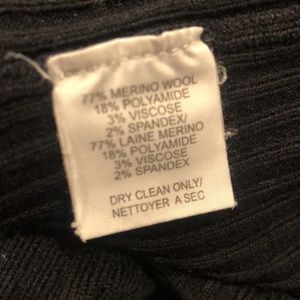 77% MERINO WOOL
18% POLYAMIDE
3% VISCOSE
2% SPANDEX/
77% LAINE MERINO
18% POLYAMIDE
3% VISCOSE
2% SPANDEX
DRY CLEAN ONLY/
NETTOYER A SEC